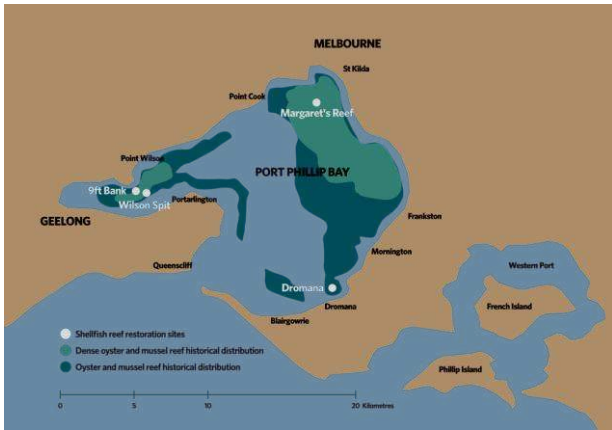 MELBOURNE
St Kilda
Point Cook
Margaret's Reef
Point Wilson
PORT PHILLIP BAY
9ft Bank
Wilson Spit
Portarlington
GEELONG
Frankston
Mornington
Queenscliff
Western Port
Dromana
French Island
Dromana
Blairgowrie
Shellfish reef restoration sites
Dense oyster and mussel reef historical distribution
Oyster and mussel reef historical distribution
Phillip Island
0 5 10 20 Kilometres